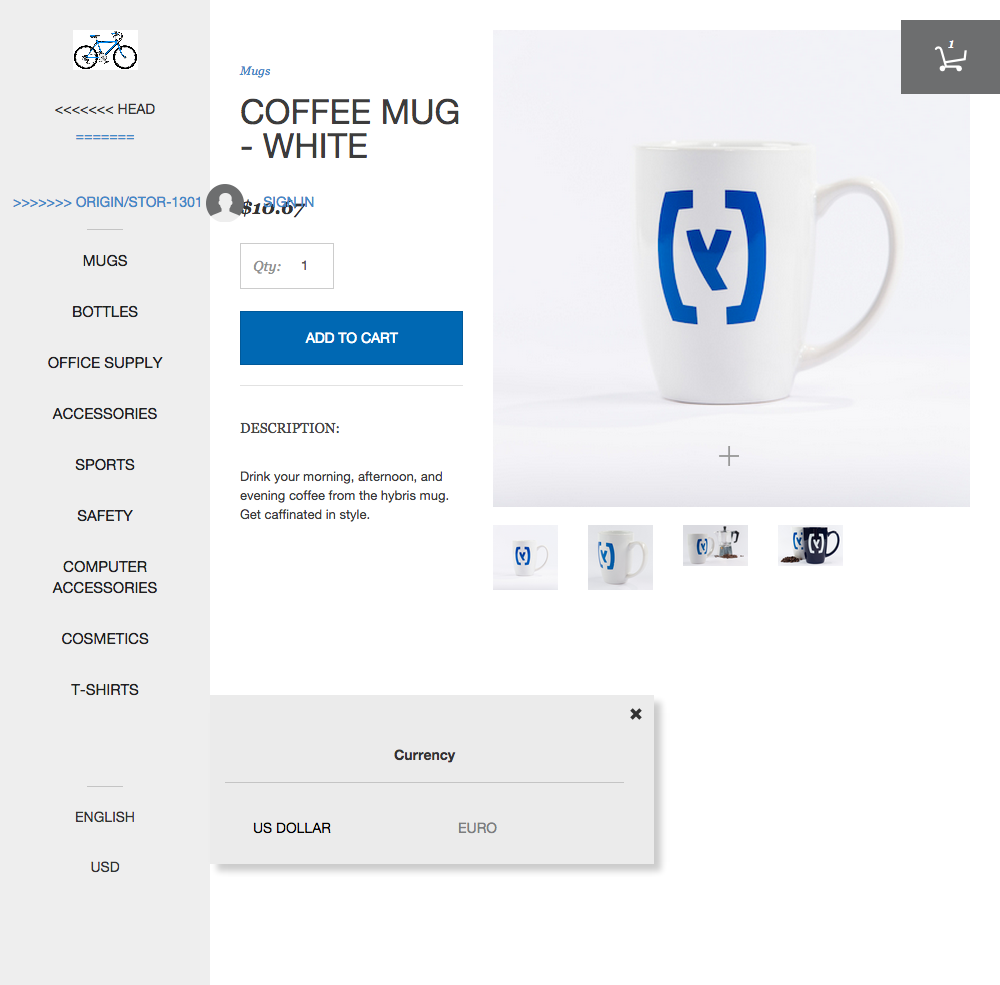 <<<<<<< HEAD
=======
>>>>>>> ORIGIN/STOR-1301
SIGN IN
MUGS
BOTTLES
OFFICE SUPPLY
ACCESSORIES
SPORTS
SAFETY
COMPUTER
ACCESSORIES
COSMETICS
T-SHIRTS
ENGLISH
USD
Mugs
COFFEE MUG
- WHITE
$10.67
Qty: 1
ADD TO CART
DESCRIPTION:
Drink your morning, afternoon, and
evening coffee from the hybris mug.
Get caffinated in style.
1
[Y]
Currency
US DOLLAR EURO